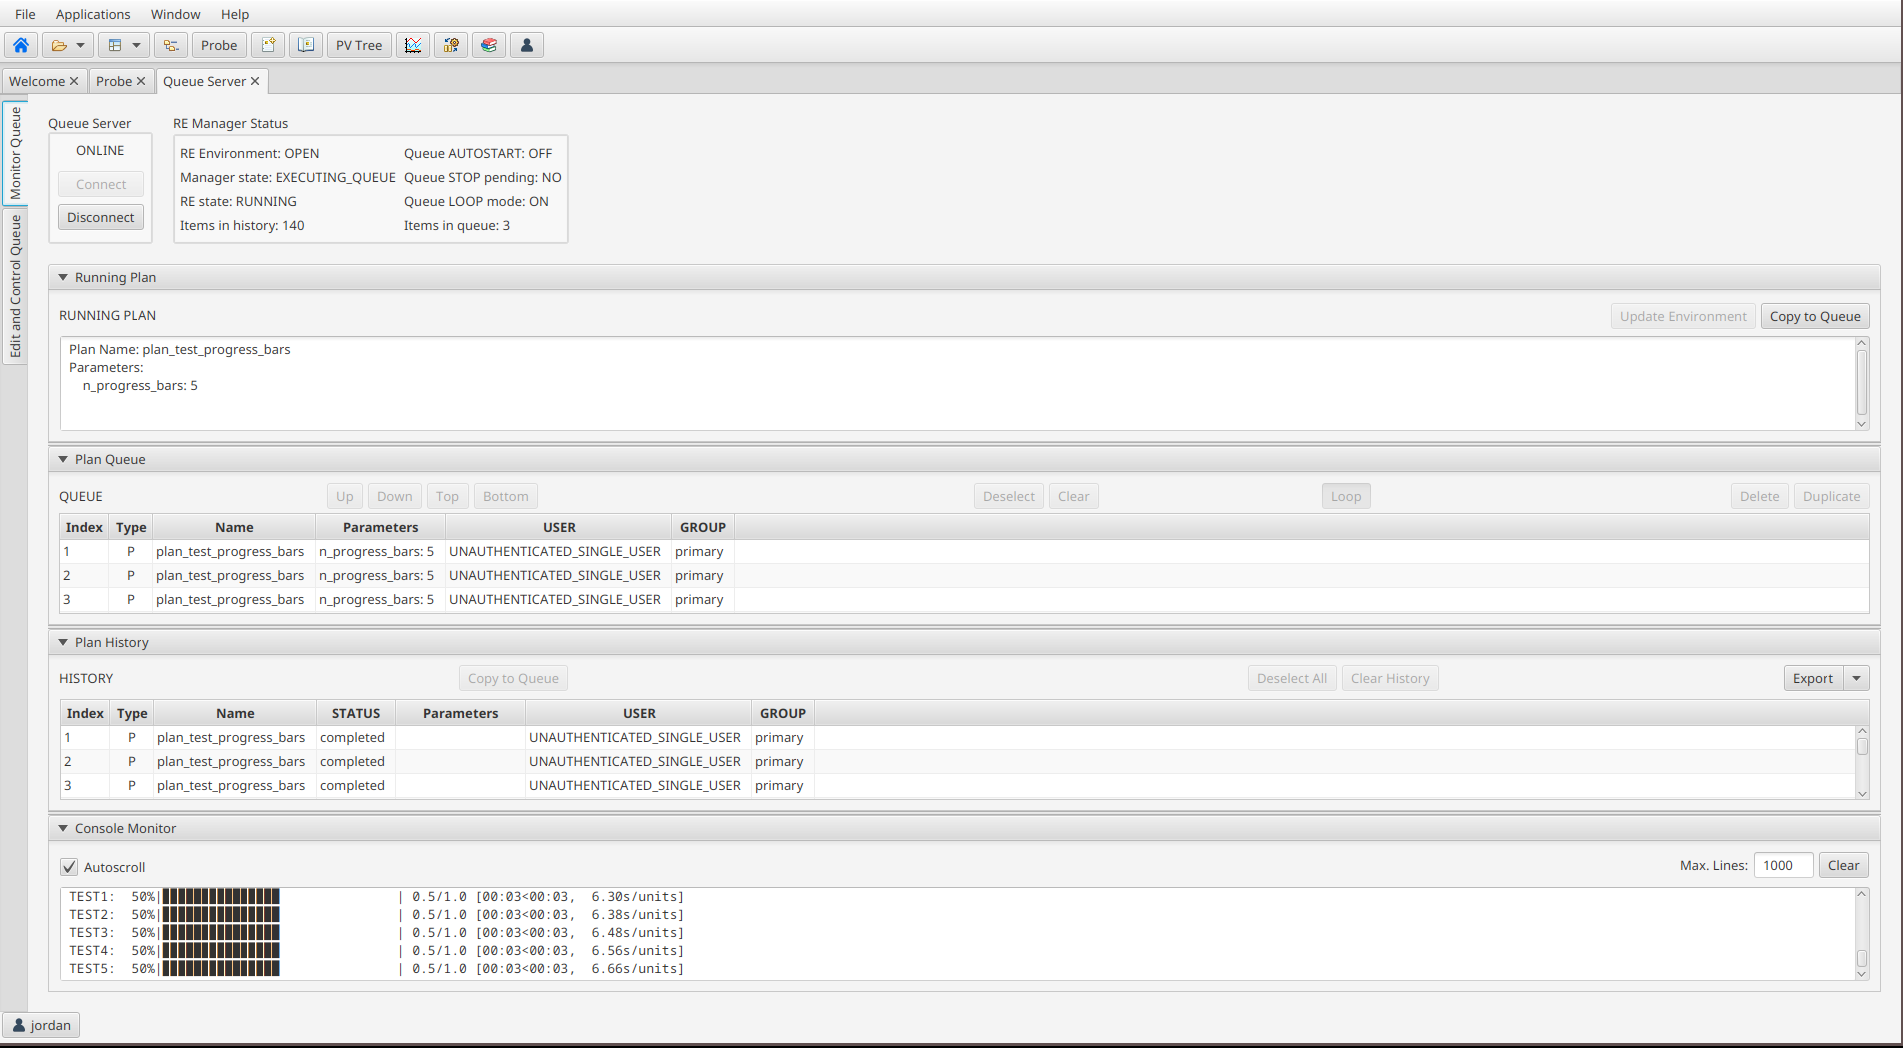 File Applications Window Help
Probe PV Tree
Welcome Probe Queue Server
Monitor Queue
Edit and Control Queue
Queue Server RE Manager Status
ONLINE
Connect
Disconnect
RE Environment: OPEN Queue AUTOSTART: OFF
Manager state: EXECUTING_QUEUE Queue STOP pending: NO
RE state: RUNNING Queue LOOP mode: ON
Items in history: 140 Items in queue: 3
Running Plan
RUNNING PLAN Update Environment Copy to Queue
Plan Name: plan_test_progress_bars
Parameters:
n_progress_bars: 5
Plan Queue
QUEUE Up Down Top Bottom Deselect Clear Loop Delete Duplicate
Index Type Name Parameters USER GROUP
1 P plan_test_progress_bars n_progress_bars: 5 UNAUTHENTICATED_SINGLE_USER primary
2 P plan_test_progress_bars n_progress_bars: 5 UNAUTHENTICATED_SINGLE_USER primary
3 P plan_test_progress_bars n_progress_bars: 5 UNAUTHENTICATED_SINGLE_USER primary
Plan History
HISTORY Copy to Queue Deselect All Clear History Export
Index Type Name STATUS Parameters USER GROUP
1 P plan_test_progress_bars completed UNAUTHENTICATED_SINGLE_USER primary
2 P plan_test_progress_bars completed UNAUTHENTICATED_SINGLE_USER primary
3 P plan_test_progress_bars completed UNAUTHENTICATED_SINGLE_USER primary
Console Monitor
Autoscroll Max. Lines: 1000 Clear
TEST1: 50%| | 0.5/1.0 [00:03<00:03, 6.30s/units]
TEST2: 50%| | 0.5/1.0 [00:03<00:03, 6.38s/units]
TEST3: 50%| | 0.5/1.0 [00:03<00:03, 6.48s/units]
TEST4: 50%| | 0.5/1.0 [00:03<00:03, 6.56s/units]
TEST5: 50%| | 0.5/1.0 [00:03<00:03, 6.66s/units]
jordan